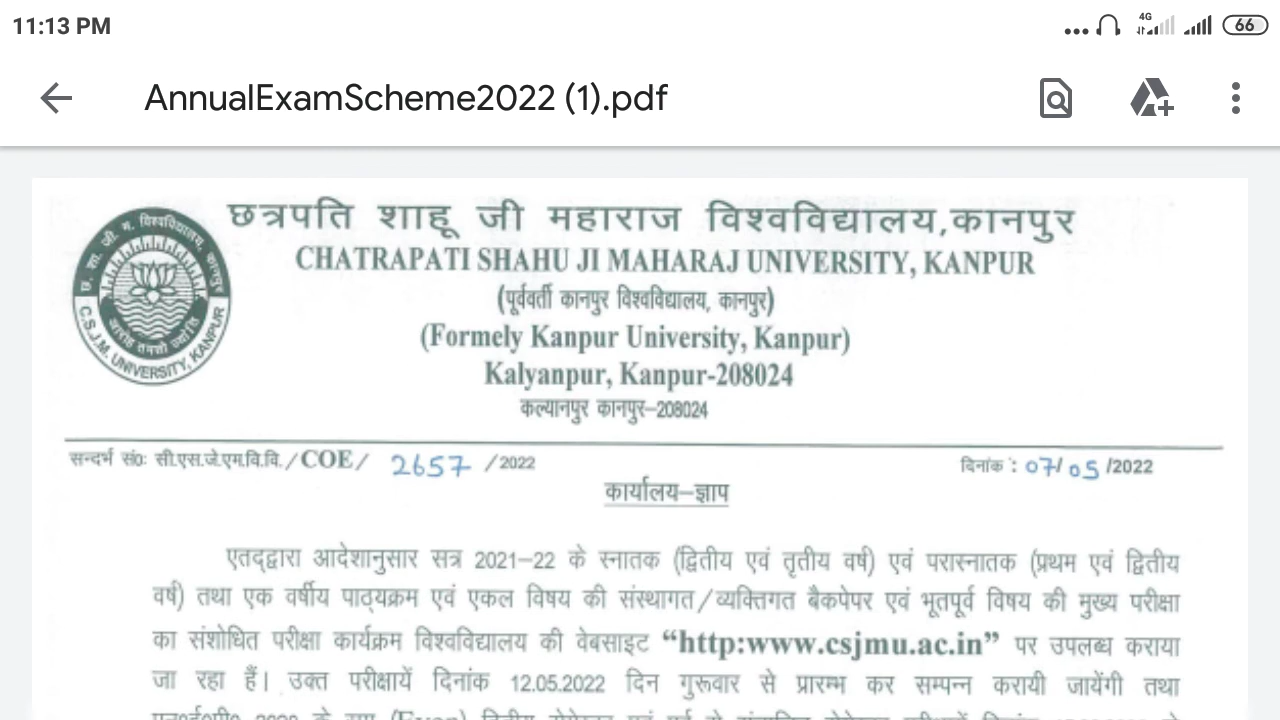 11:13 PM
4G
66
AnnualExamScheme2022 (1).pdf
छत्रपति शाहू जी महाराज विश्वविद्यालय,कानपुर
CHATRAPATI SHAHU JI MAHARAJ UNIVERSITY, KANPUR
(पूर्ववर्ती कानपुर विश्वविद्यालय, कानपुर)
(Formely Kanpur University, Kanpur)
Kalyanpur, Kanpur-208024
कल्यानपुर कानपुर–208024
छ. शा. जी. म. विश्वविद्यालय, कानपुर
C.S.J.M. UNIVERSITY, KANPUR
सन्दर्भ सं0: सी.एस.जे.एम.वि.वि./COE/ 2657 /2022
दिनांक : 07/05/2022
कार्यालय–ज्ञाप
एतद्द्वारा आदेशानुसार सत्र 2021–22 के स्नातक (द्वितीय एवं तृतीय वर्ष) एवं परास्नातक (प्रथम एवं द्वितीय
वर्ष) तथा एक वर्षीय पाठ्यक्रम एवं एकल विषय की संस्थागत/व्यक्तिगत बैकपेपर एवं भूतपूर्व विषय की मुख्य परीक्षा
का संशोधित परीक्षा कार्यक्रम विश्वविद्यालय की वेबसाइट “http:www.csjmu.ac.in” पर उपलब्ध कराया
जा रहा हैं। उक्त परीक्षायें दिनांक 12.05.2022 दिन गुरूवार से प्रारम्भ कर सम्पन्न करायी जायेंगी तथा